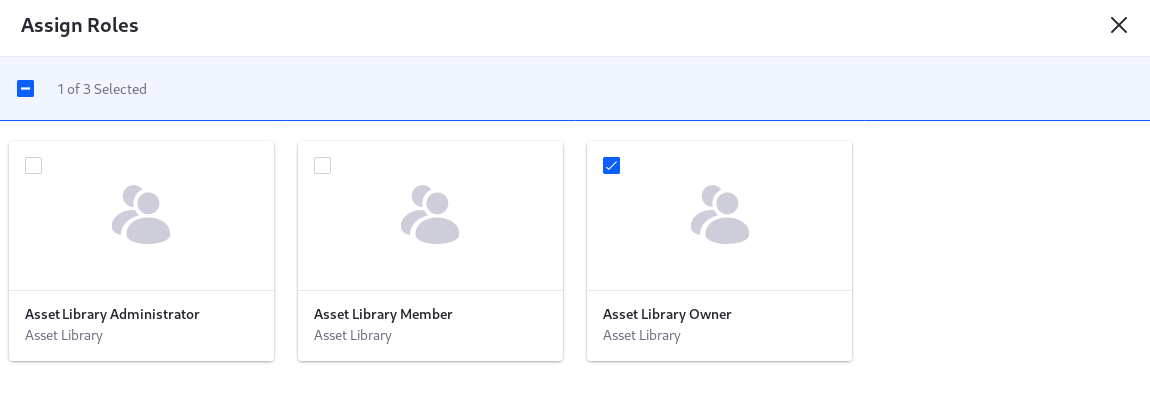 Assign Roles
1 of 3 Selected
Asset Library Administrator
Asset Library
Asset Library Member
Asset Library
Asset Library Owner
Asset Library